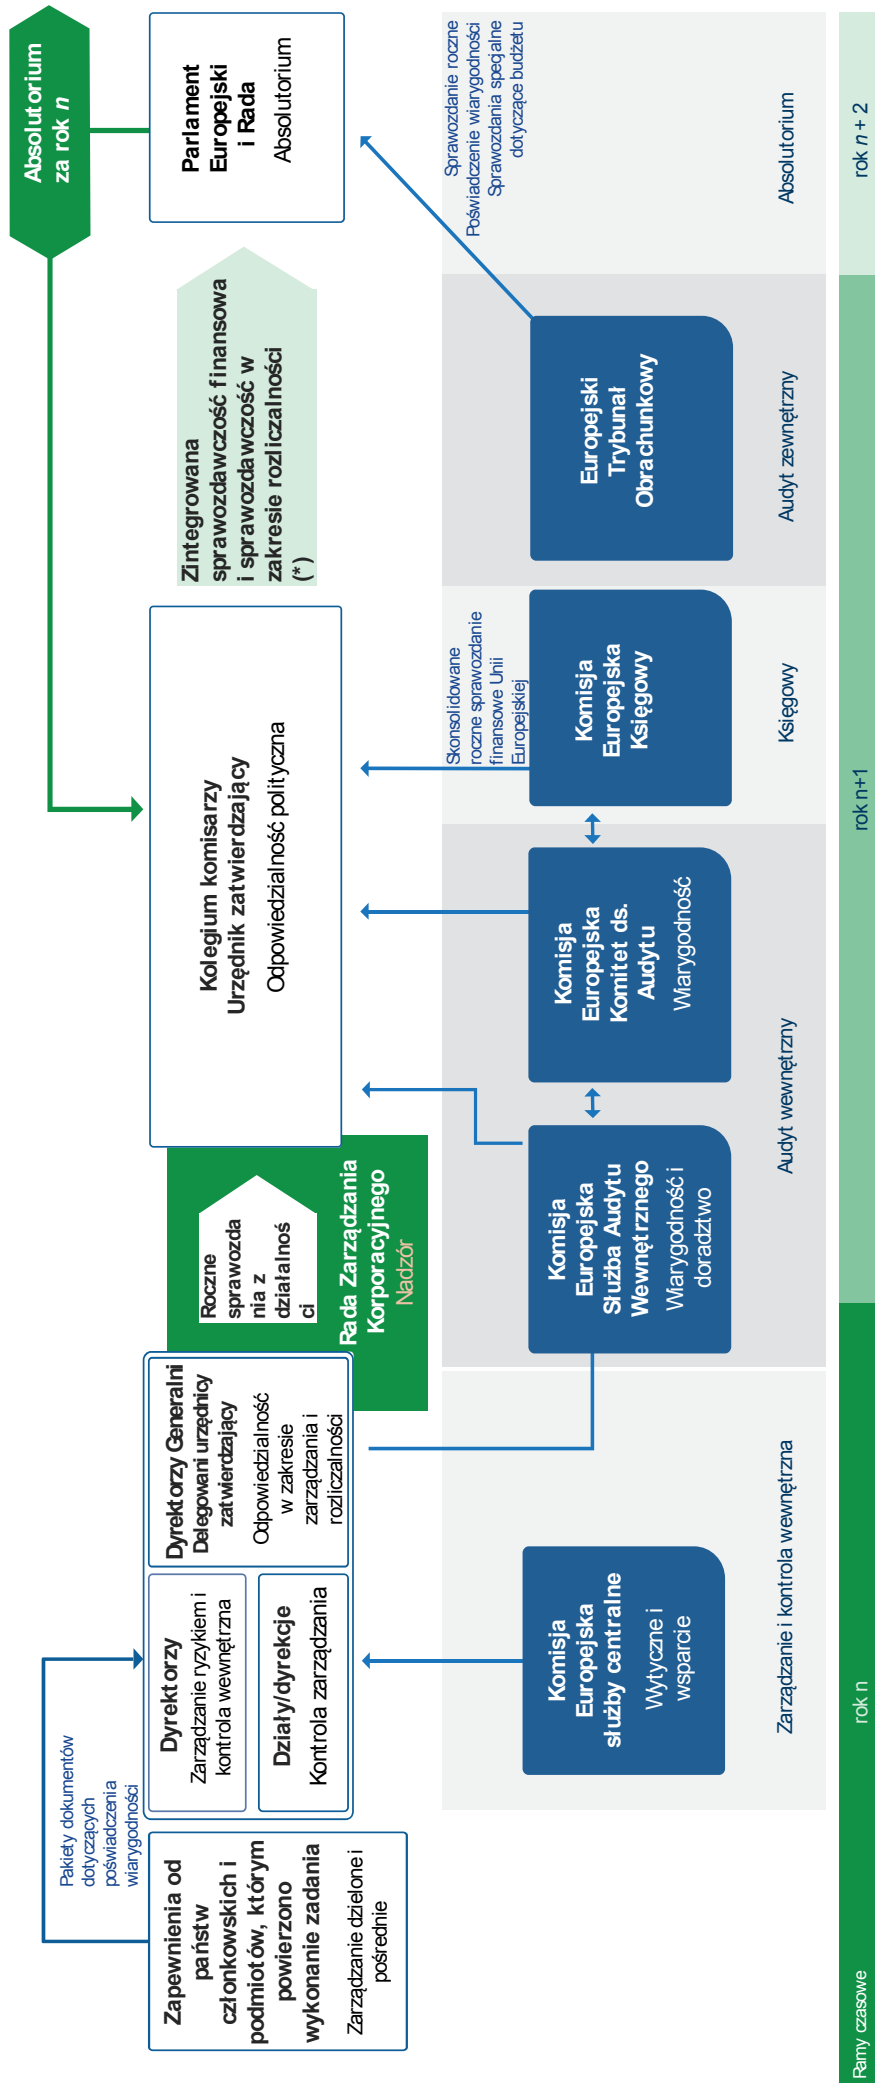 Absolutorium
za rok n
Pakiety dokumentów
dotyczących
poświadczenia
wiarygodności
Zapewnienia od
państw
członkowskich i
podmiotów, którym
powierzono
wykonanie zadania
Zarządzanie dzielone i
pośrednie
Dyrektorzy
Zarządzanie ryzykiem i
kontrola wewnętrzna
Działy/dyrekcje
Kontrola zarządzania
Dyrektorzy Generalni
Delegowani urzędnicy
zatwierdzający
Odpowiedzialność
w zakresie
zarządzania i
rozliczalności
Roczne
sprawozda
nia z
działalnoś
ci
Rada Zarządzania
Korporacyjnego
Nadzór
Kolegium komisarzy
Urzędnik zatwierdzający
Odpowiedzialność polityczna
Zintegrowana
sprawozdawczość finansowa
i sprawozdawczość w
zakresie rozliczalności
(*)
Parlament
Europejski
i Rada
Absolutorium
Skonsolidowane
roczne sprawozdanie
finansowe Unii
Europejskiej
Sprawozdanie roczne
Poświadczenie wiarygodności
Sprawozdania specjalne
dotyczące budżetu
Komisja
Europejska
służby centralne
Wytyczne i
wsparcie
Komisja
Europejska
Służba Audytu
Wewnętrznego
Wiarygodność i
doradztwo
Komisja
Europejska
Komitet ds.
Audytu
Wiarygodność
Komisja
Europejska
Księgowy
Europejski
Trybunał
Obrachunkowy
Zarządzanie i kontrola wewnętrzna
Audyt wewnętrzny
Księgowy
Audyt zewnętrzny
Absolutorium
Ramy czasowe
rok n
rok n+1
rok n + 2